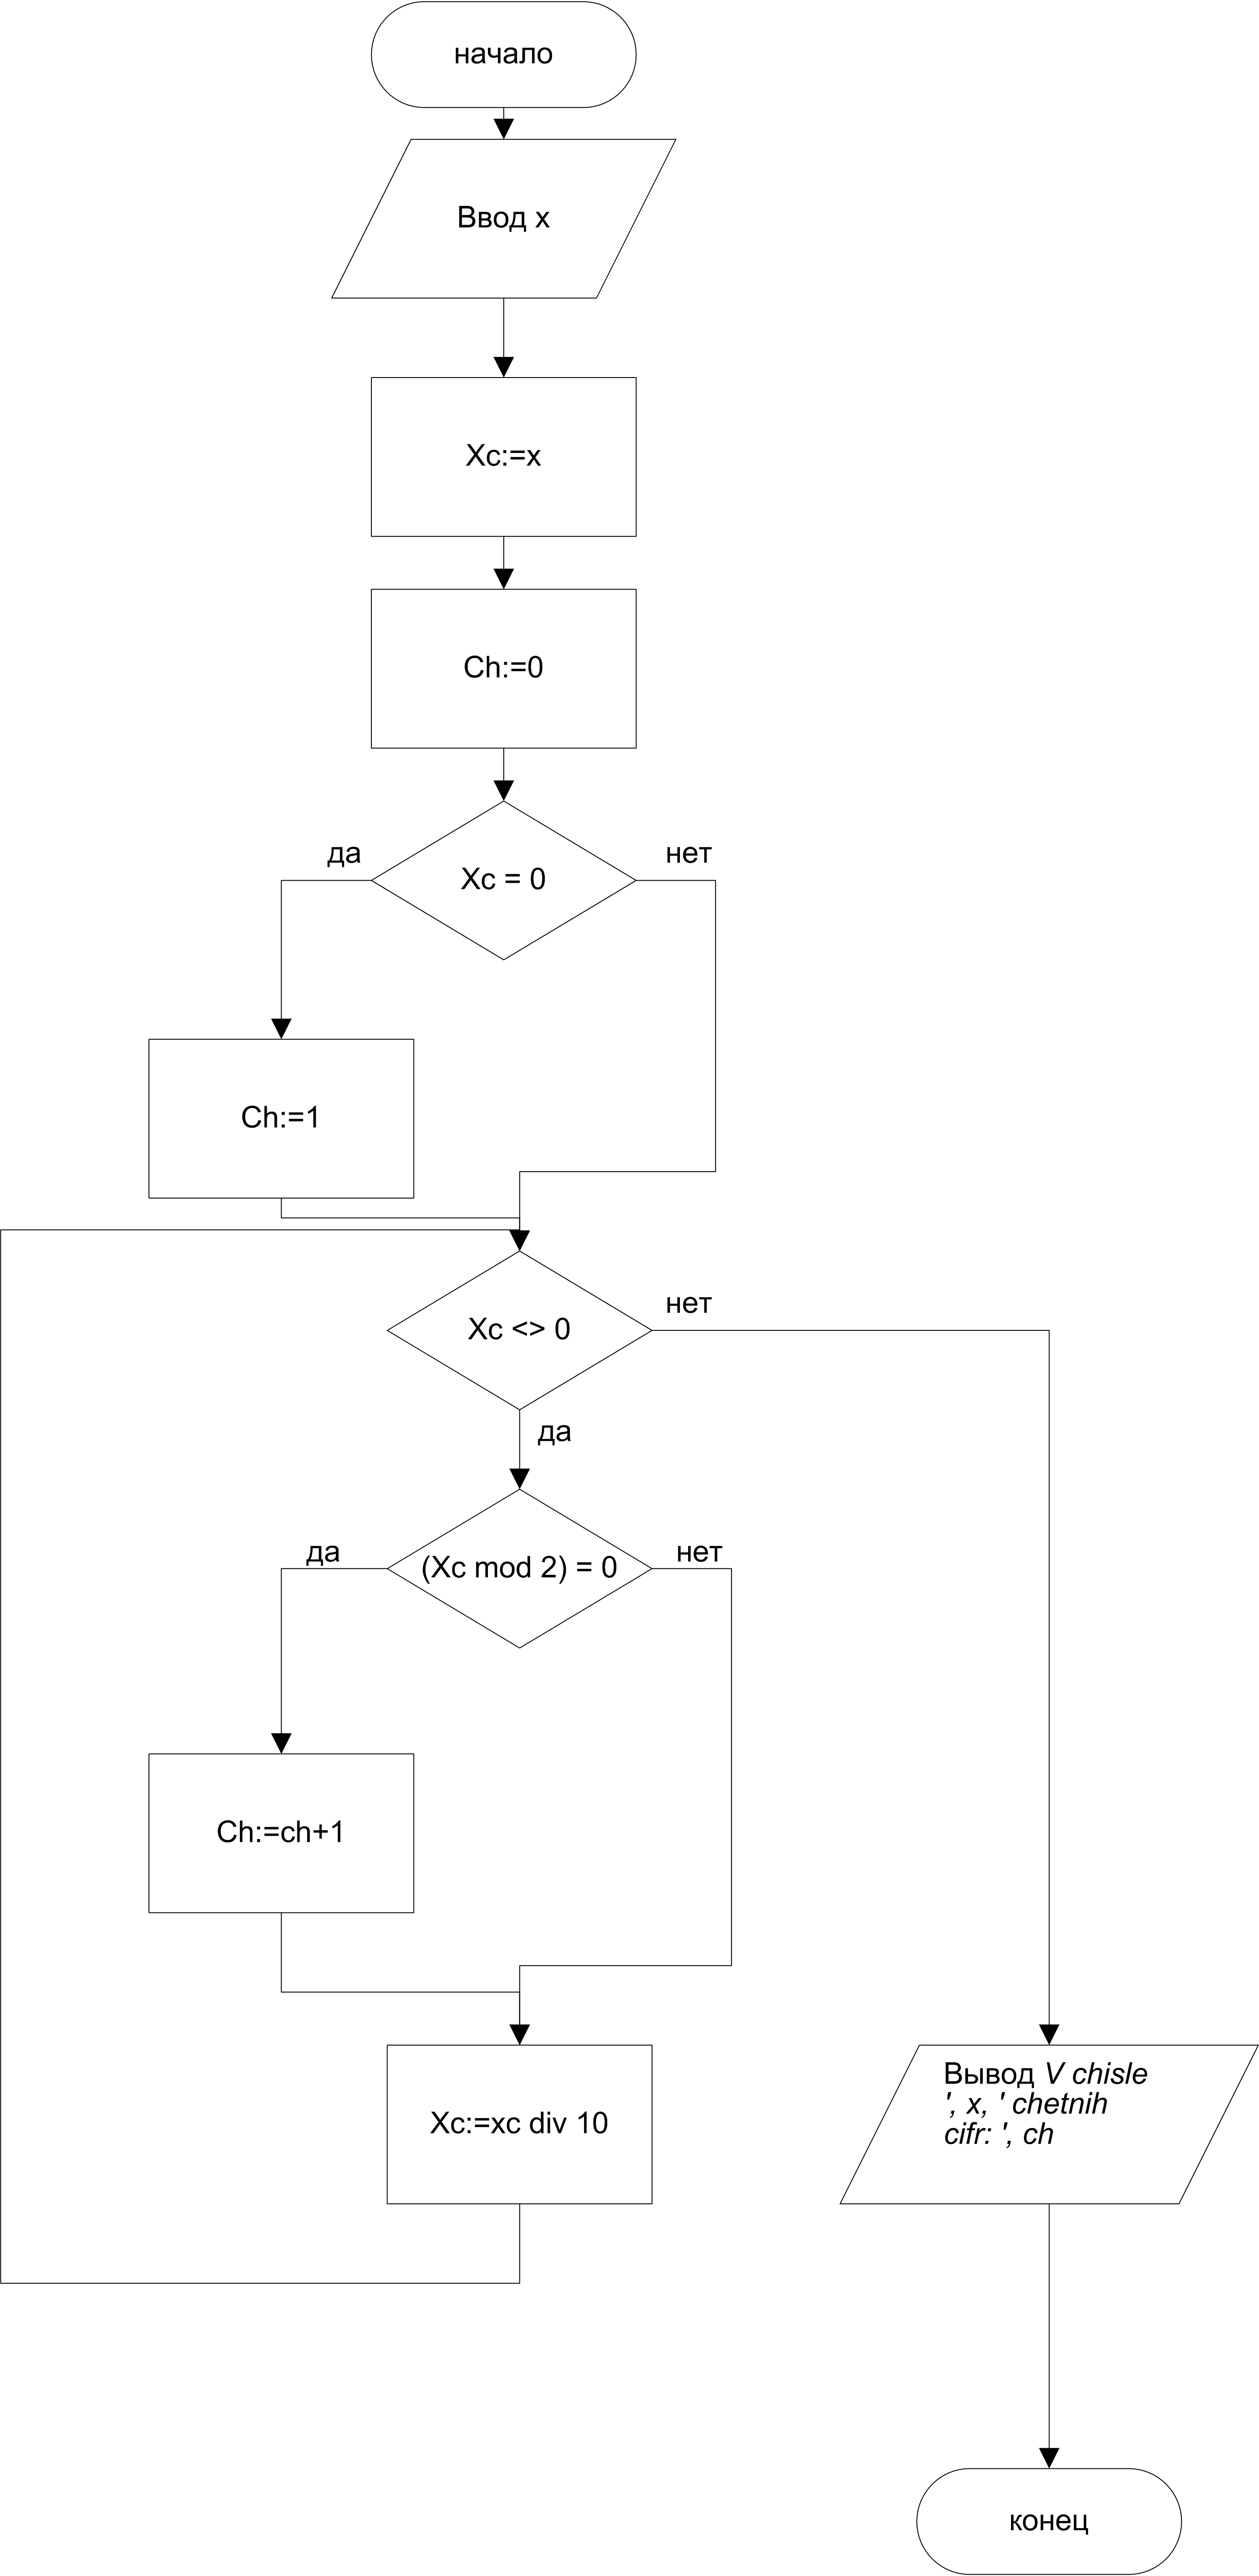 начало
Ввод x
Xc:=x
Ch:=0
да
нет
Xc = 0
Ch:=1
нет
Xc <> 0
да
да
нет
(Xc mod 2) = 0
Ch:=ch+1
Вывод V chisle
', x, ' chetnih
cifr: ', ch
Xc:=xc div 10
конец